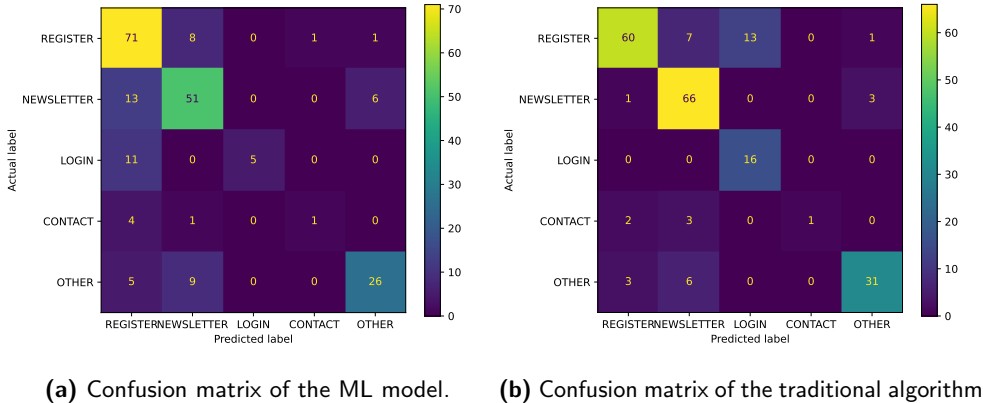 REGISTER 71 8 0 1 1
NEWSLETTER 13 51 0 0 6
LOGIN 11 0 5 0 0
CONTACT 4 1 0 1 0
OTHER 5 9 0 0 26
REGISTER NEWSLETTER LOGIN CONTACT OTHER
Predicted label
Actual label
70
60
50
40
30
20
10
0
(a) Confusion matrix of the ML model.
REGISTER 60 7 13 0 1
NEWSLETTER 1 66 0 0 3
LOGIN 0 0 16 0 0
CONTACT 2 3 0 1 0
OTHER 3 6 0 0 31
REGISTER NEWSLETTER LOGIN CONTACT OTHER
Predicted label
Actual label
60
50
40
30
20
10
0
(b) Confusion matrix of the traditional algorithm